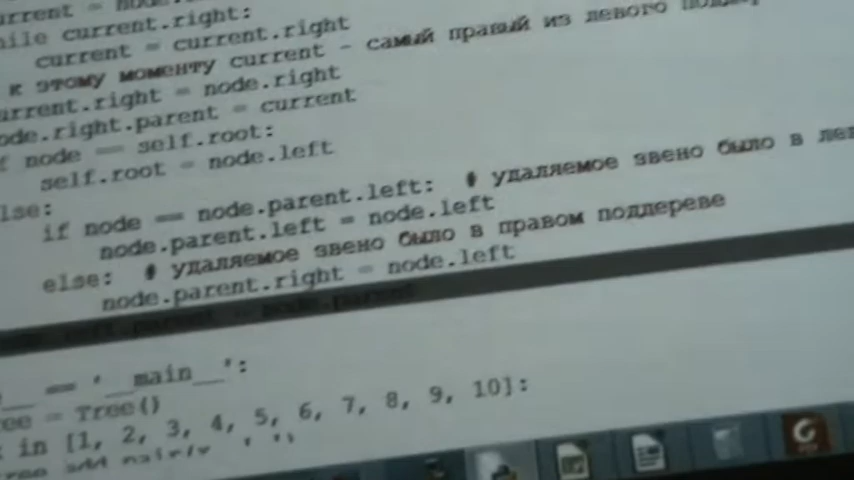 current.right:
current = current.right
к этому моменту current - самый правый из левого
= node.right
.right.parent = current
node == self.root:
self.root = node.left
if node == node.parent.left: # удаляемое звено было в
node.parent.left = node.left
else: # удаляемое звено было в правом поддереве
node.parent.right = node.left
== '__main__':
= Tree()
in [1, 2, 3, 4, 5, 6, 7, 8, 9, 10]: